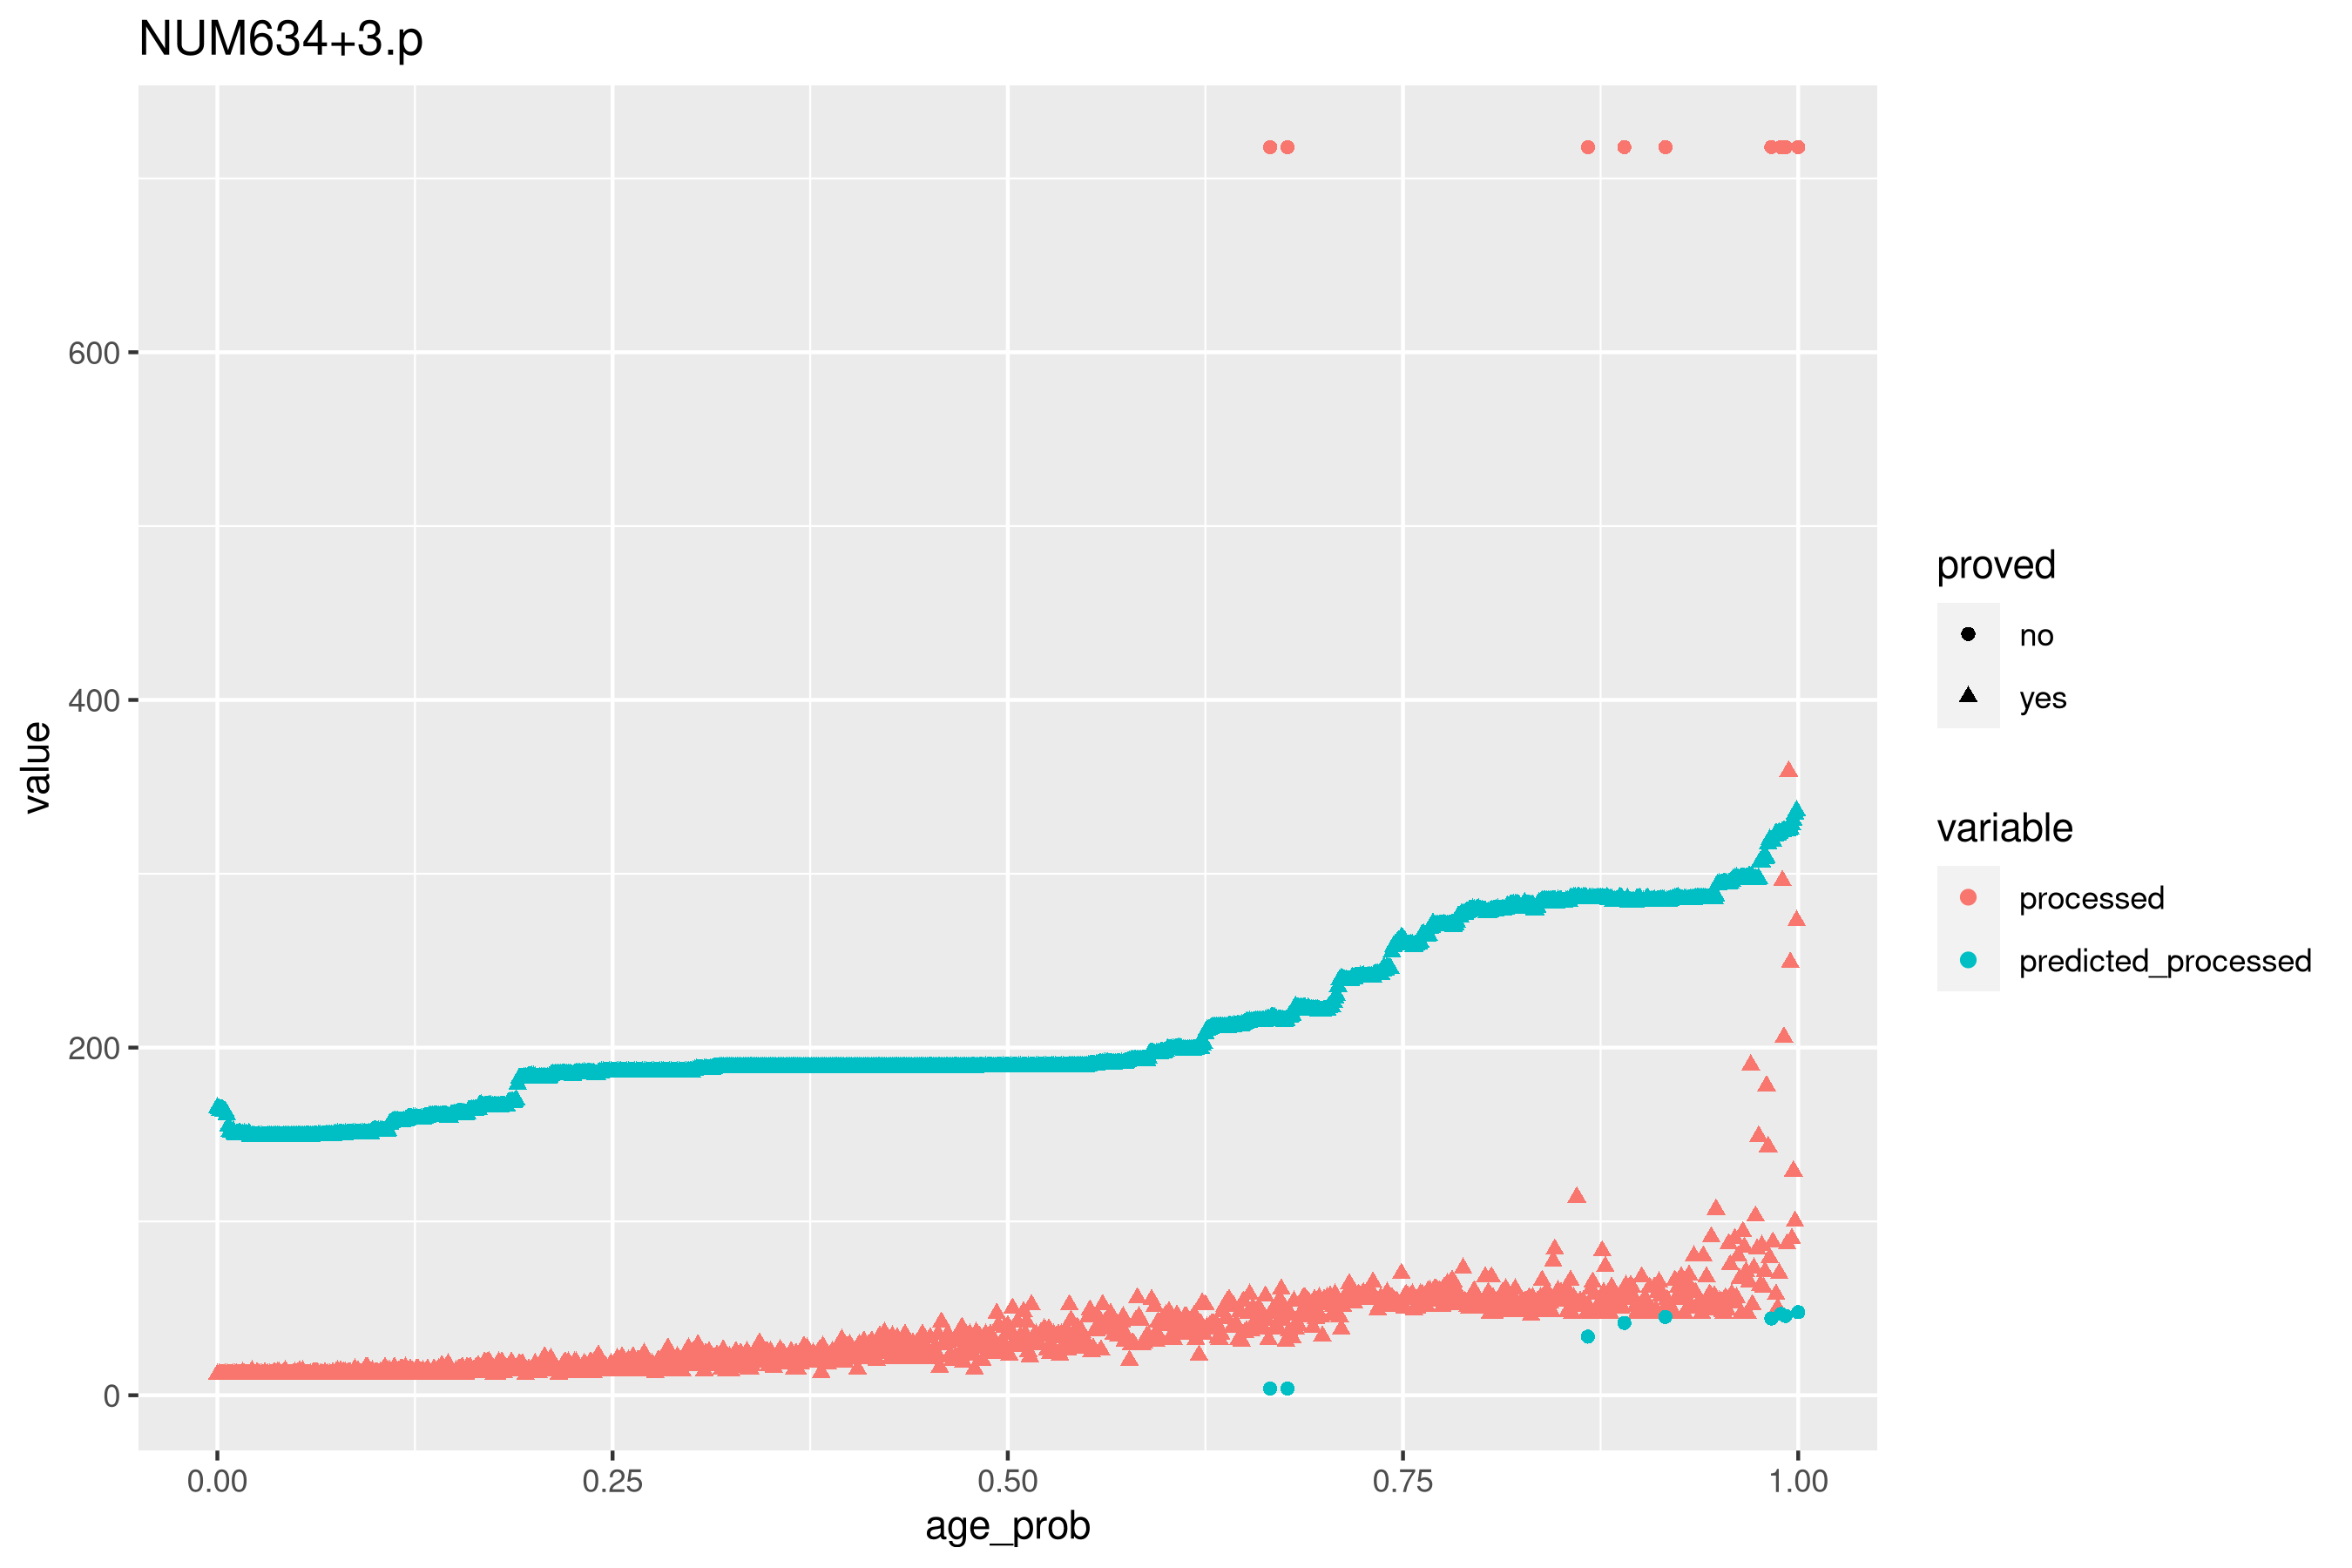 NUM634+3.p
value
600
400
200
0
0.00
0.25
0.50
0.75
1.00
age_prob
proved
no
yes
variable
processed
predicted_processed